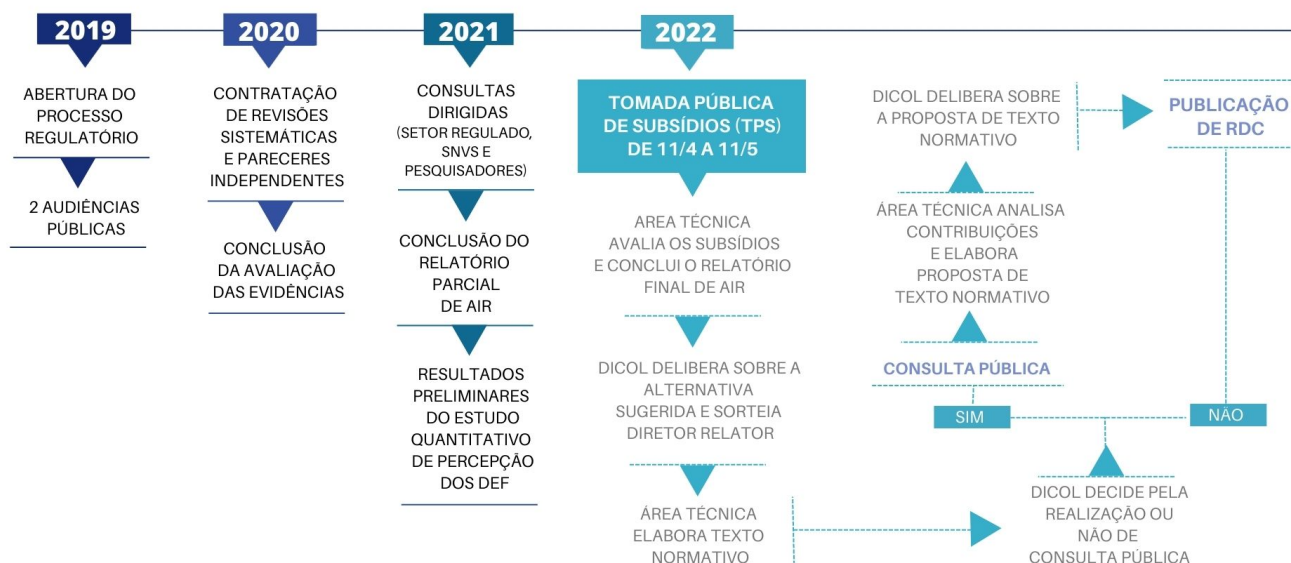 2019
ABERTURA DO
PROCESSO
REGULATÓRIO
2 AUDIÊNCIAS
PÚBLICAS
2020
CONTRATAÇÃO
DE REVISÕES
SISTEMÁTICAS
E PARECERES
INDEPENDENTES
CONCLUSÃO
DA AVALIAÇÃO
DAS EVIDÊNCIAS
2021
CONSULTAS
DIRIGIDAS
(SETOR REGULADO,
SNVS E
PESQUISADORES)
CONCLUSÃO DO
RELATÓRIO
PARCIAL
DE AIR
RESULTADOS
PRELIMINARES
DO ESTUDO
QUANTITATIVO
DE PERCEPÇÃO
DOS DEF
2022
TOMADA PÚBLICA
DE SUBSÍDIOS (TPS)
DE 11/4 A 11/5
AREA TÉCNICA
AVALIA OS SUBSÍDIOS
E CONCLUI O RELATÓRIO
FINAL DE AIR
DICOL DELIBERA SOBRE A
ALTERNATIVA
SUGERIDA E SORTEIA
DIRETOR RELATOR
ÁREA TÉCNICA
ELABORA TEXTO
NORMATIVO
DICOL DECIDE PELA
REALIZAÇÃO OU
NÃO DE
CONSULTA PÚBLICA
SIM
NÃO
CONSULTA PÚBLICA
ÁREA TÉCNICA ANALISA
CONTRIBUIÇÕES
E ELABORA
PROPOSTA DE
TEXTO NORMATIVO
DICOL DELIBERA SOBRE
A PROPOSTA DE TEXTO
NORMATIVO
PUBLICAÇÃO
DE RDC